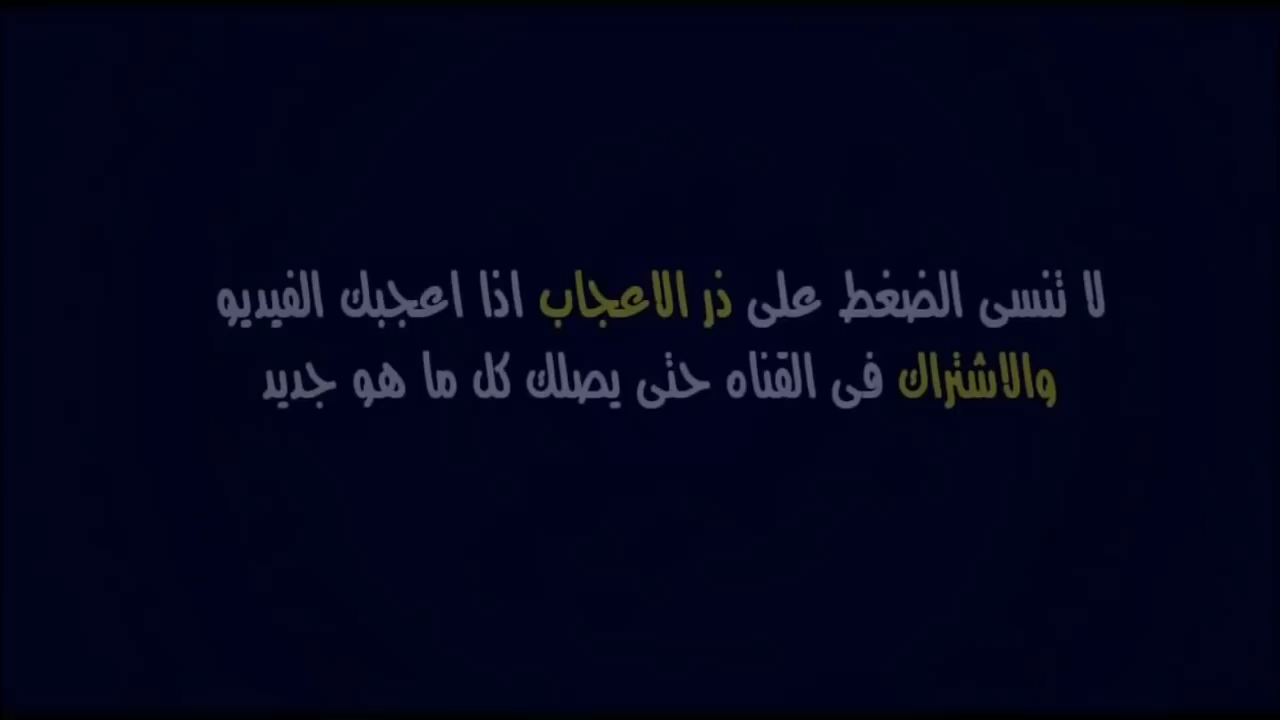 لا تنسى الضغط على ذر الاعجاب اذا اعجبك الفيديو
والاشتراك فى القناه حتى يصلك كل ما هو جديد